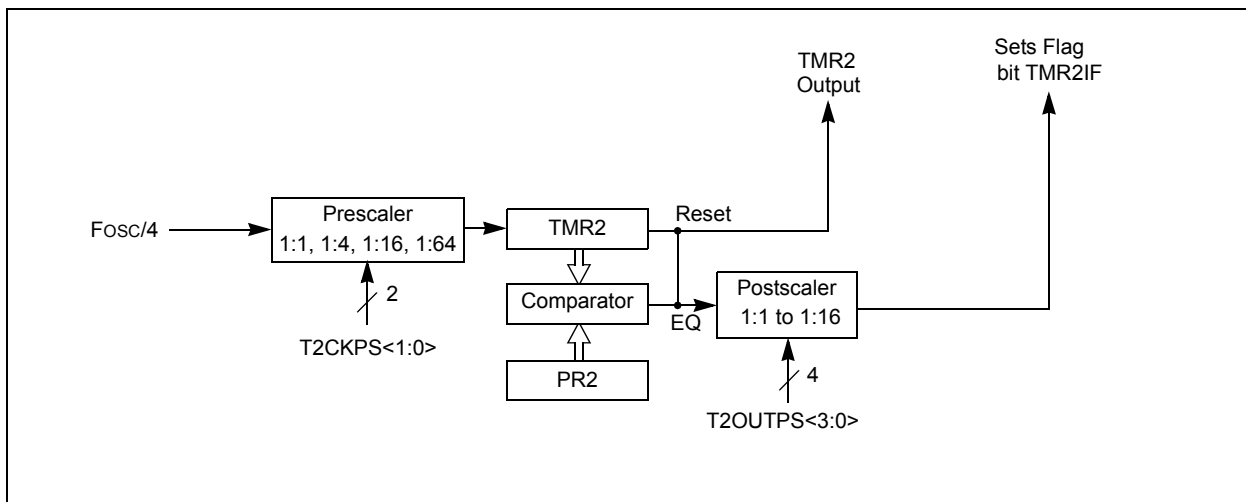 TMR2
Output
Sets Flag
bit TMR2IF
FOSC/4
Prescaler
1:1, 1:4, 1:16, 1:64
TMR2
Reset
2
Comparator
EQ
Postscaler
1:1 to 1:16
T2CKPS<1:0>
PR2
4
T2OUTPS<3:0>